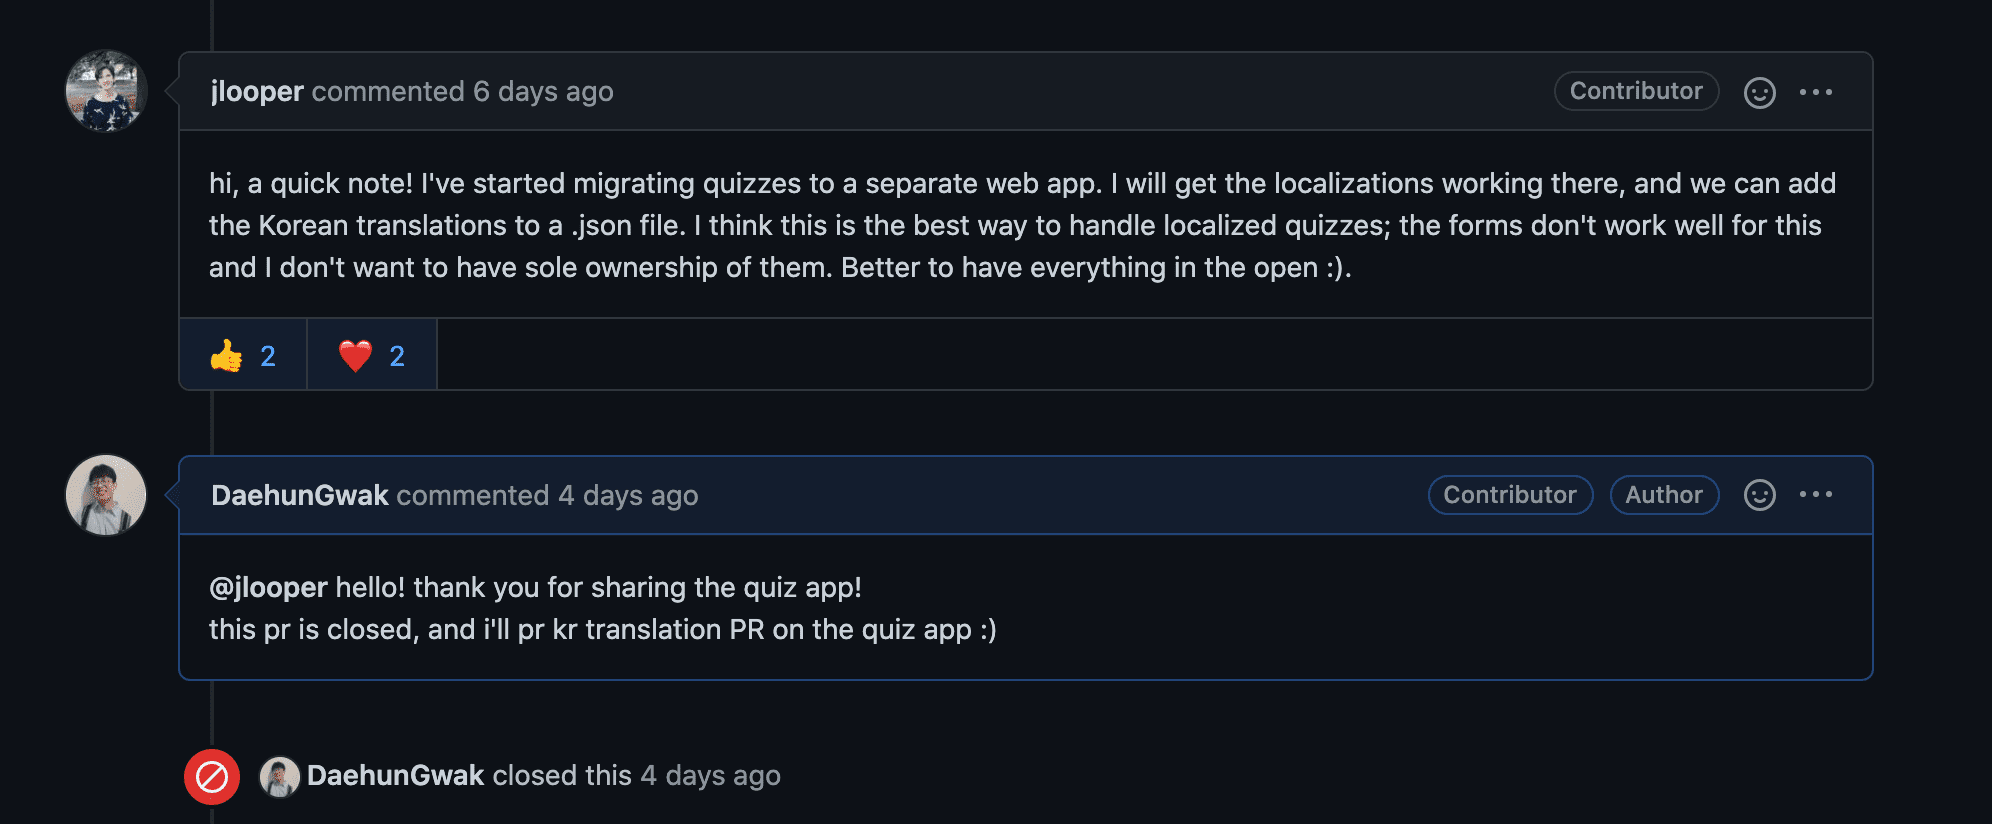 jlooper commented 6 days ago
Contributor
hi, a quick note! I've started migrating quizzes to a separate web app. I will get the localizations working there, and we can add
the Korean translations to a .json file. I think this is the best way to handle localized quizzes; the forms don't work well for this
and I don't want to have sole ownership of them. Better to have everything in the open :).
👍 2 ❤️ 2
DaehunGwak commented 4 days ago
Contributor Author
@jlooper hello! thank you for sharing the quiz app!
this pr is closed, and i'll pr kr translation PR on the quiz app :)
DaehunGwak closed this 4 days ago